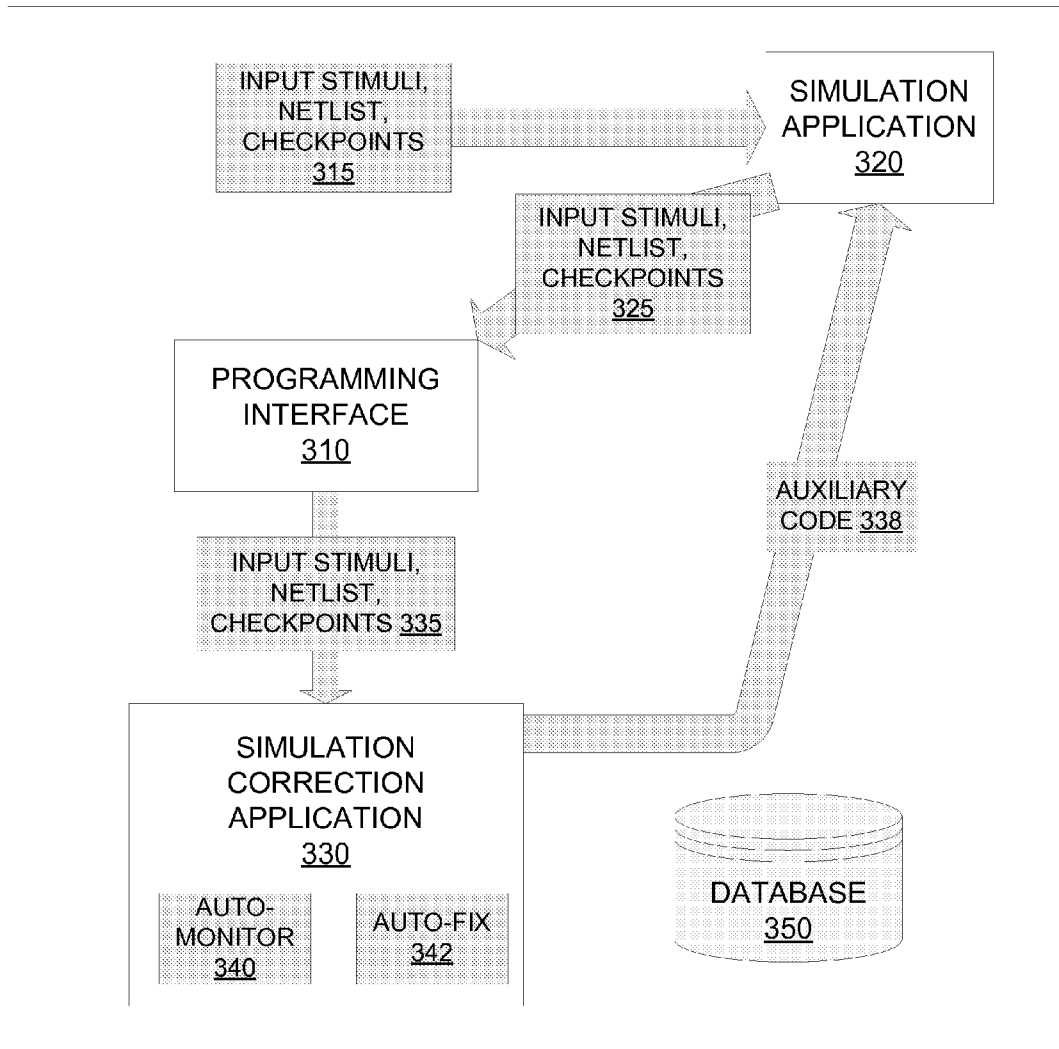 INPUT STIMULI,
NETLIST,
CHECKPOINTS
315
SIMULATION
APPLICATION
320
INPUT STIMULI,
NETLIST,
CHECKPOINTS
325
PROGRAMMING
INTERFACE
310
AUXILIARY
CODE 338
INPUT STIMULI,
NETLIST,
CHECKPOINTS 335
SIMULATION
CORRECTION
APPLICATION
330
AUTO-
MONITOR
340
AUTO-FIX
342
DATABASE
350